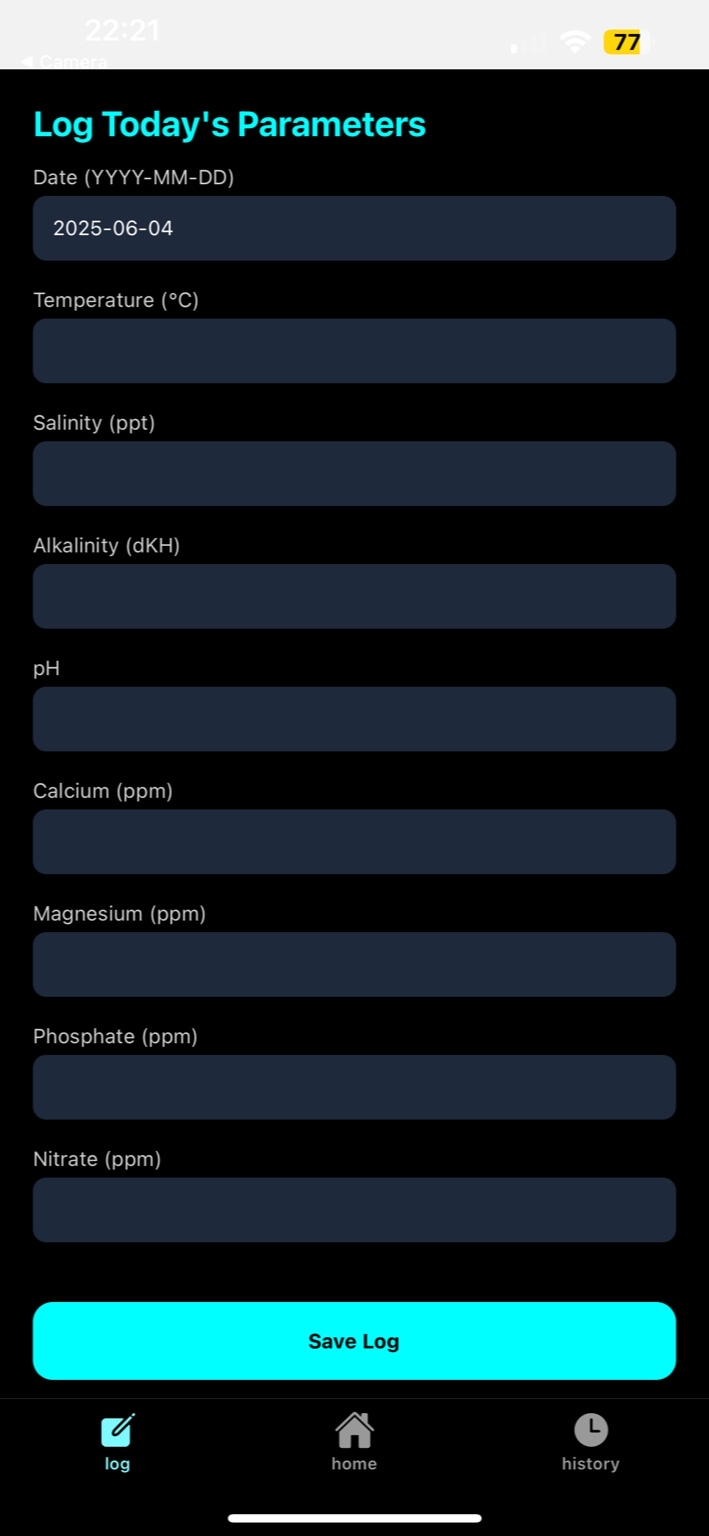 22:21
77
◀ Camera
Log Today's Parameters
Date (YYYY-MM-DD)
2025-06-04
Temperature (°C)
Salinity (ppt)
Alkalinity (dKH)
pH
Calcium (ppm)
Magnesium (ppm)
Phosphate (ppm)
Nitrate (ppm)
Save Log
log
home
history